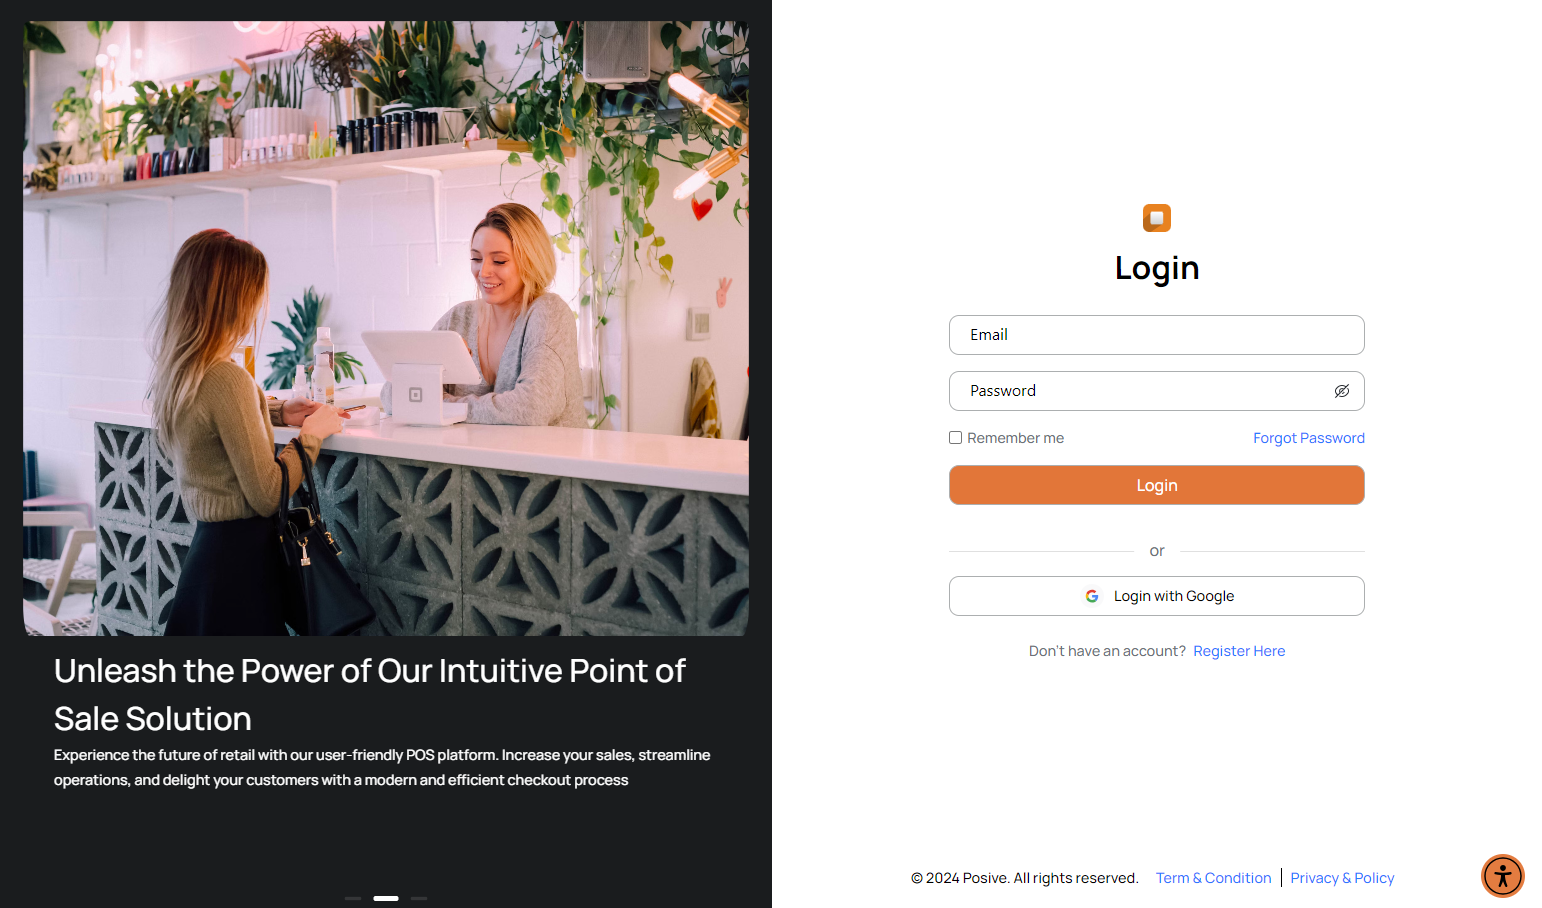 Unleash the Power of Our Intuitive Point of
Sale Solution
Experience the future of retail with our user-friendly POS platform. Increase your sales, streamline
operations, and delight your customers with a modern and efficient checkout process
Login
Email
Password
Remember me
Forgot Password
Login
or
Login with Google
Don't have an account? Register Here
© 2024 Posive. All rights reserved. Term & Condition | Privacy & Policy